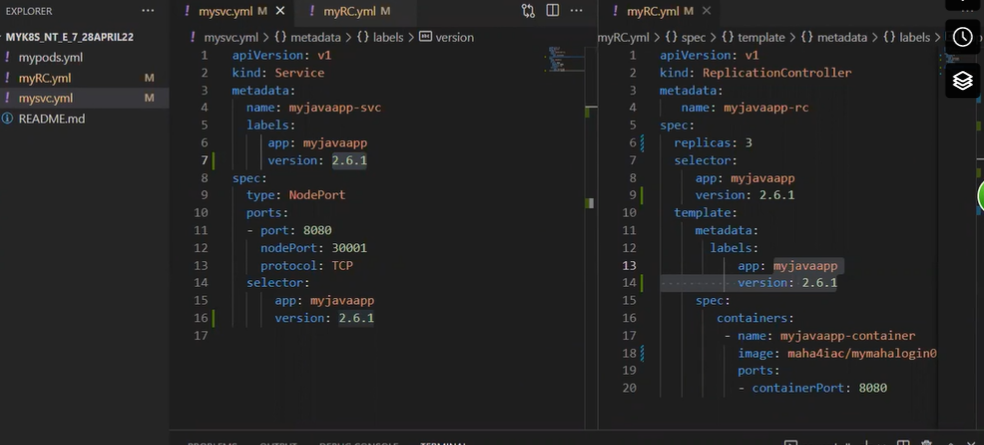 EXPLORER
MYK8S_NT_E_7_28APRIL22
! mypods.yml
! myRC.yml M
! mysvc.yml M
README.md
! mysvc.yml M ×
! myRC.yml M
! mysvc.yml > {} metadata > {} labels > version
1 apiVersion: v1
2 kind: Service
3 metadata:
4 name: myjavaapp-svc
5 labels:
6 app: myjavaapp
7 version: 2.6.1
8 spec:
9 type: NodePort
10 ports:
11 - port: 8080
12 nodePort: 30001
13 protocol: TCP
14 selector:
15 app: myjavaapp
16 version: 2.6.1
17
! myRC.yml M ×
myRC.yml > {} spec > {} template > {} metadata > {} labels >
1 apiVersion: v1
2 kind: ReplicationController
3 metadata:
4 name: myjavaapp-rc
5 spec:
6 replicas: 3
7 selector:
8 app: myjavaapp
9 version: 2.6.1
10 template:
11 metadata:
12 labels:
13 app: myjavaapp
14 version: 2.6.1
15 spec:
16 containers:
17 - name: myjavaapp-container
18 image: maha4iac/mymahalogin0
19 ports:
20 - containerPort: 8080
PROBLEMS OUTPUT DEBUG CONSOLE TERMINAL